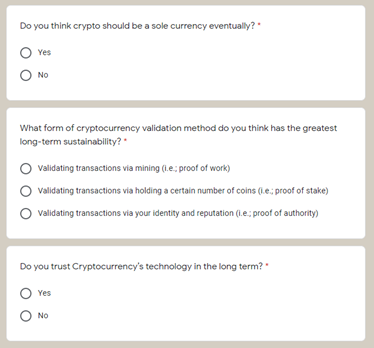 Do you think crypto should be a sole currency eventually? *
Yes
No
What form of cryptocurrency validation method do you think has the greatest
long-term sustainability? *
Validating transactions via mining (i.e.; proof of work)
Validating transactions via holding a certain number of coins (i.e.; proof of stake)
Validating transactions via your identity and reputation (i.e.; proof of authority)
Do you trust Cryptocurrency's technology in the long term? *
Yes
No